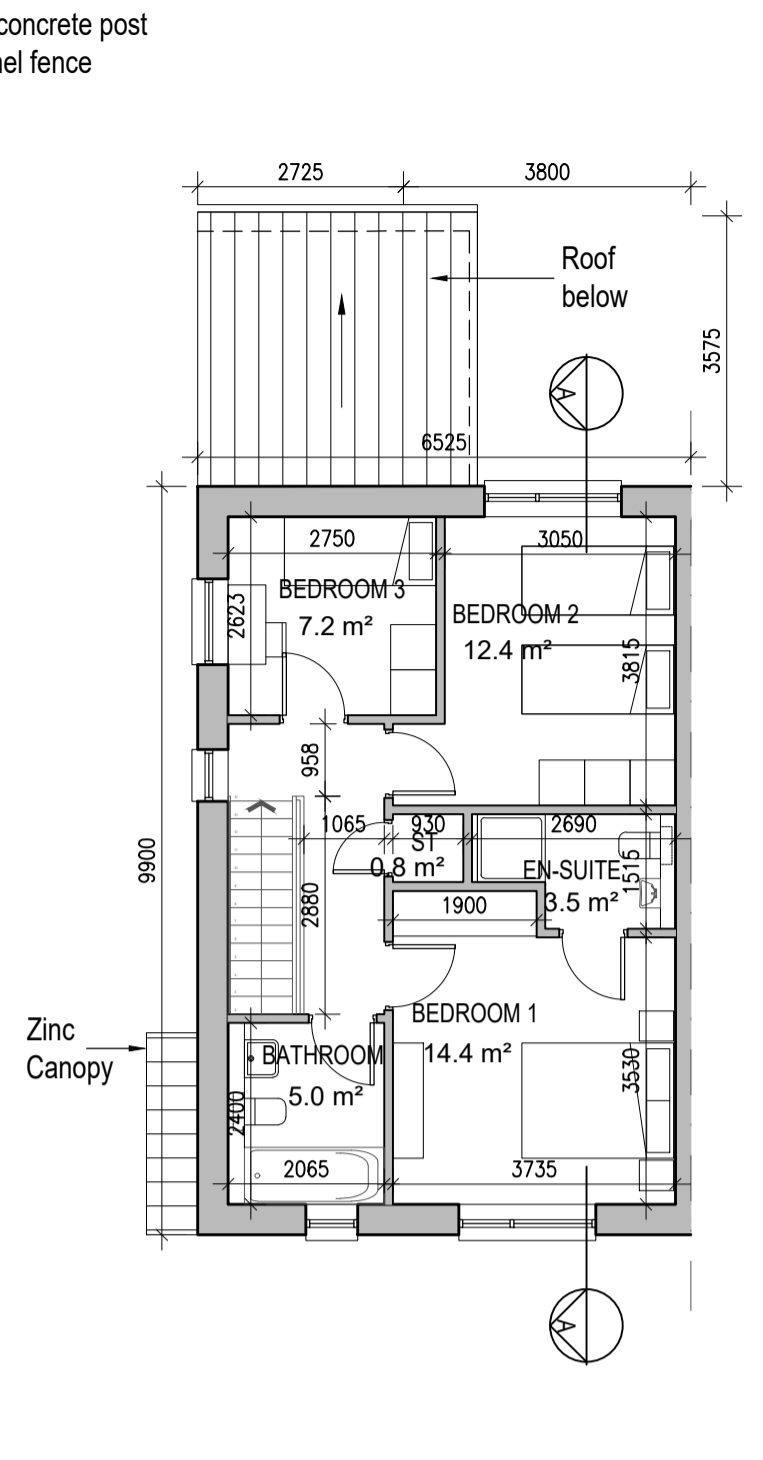 concrete post
nel fence
2725
3800
Roof
below
3575
A
6525
2750
3050
BEDROOM 3
7.2 m²
2623
BEDROOM 2
12.4 m²
3815
958
1065
930
2690
ST
0.8 m²
EN-SUITE
3.5 m²
1515
9900
2880
1900
BEDROOM 1
14.4 m²
Zinc
Canopy
BATHROOM
5.0 m²
2400
3530
2065
3735
A